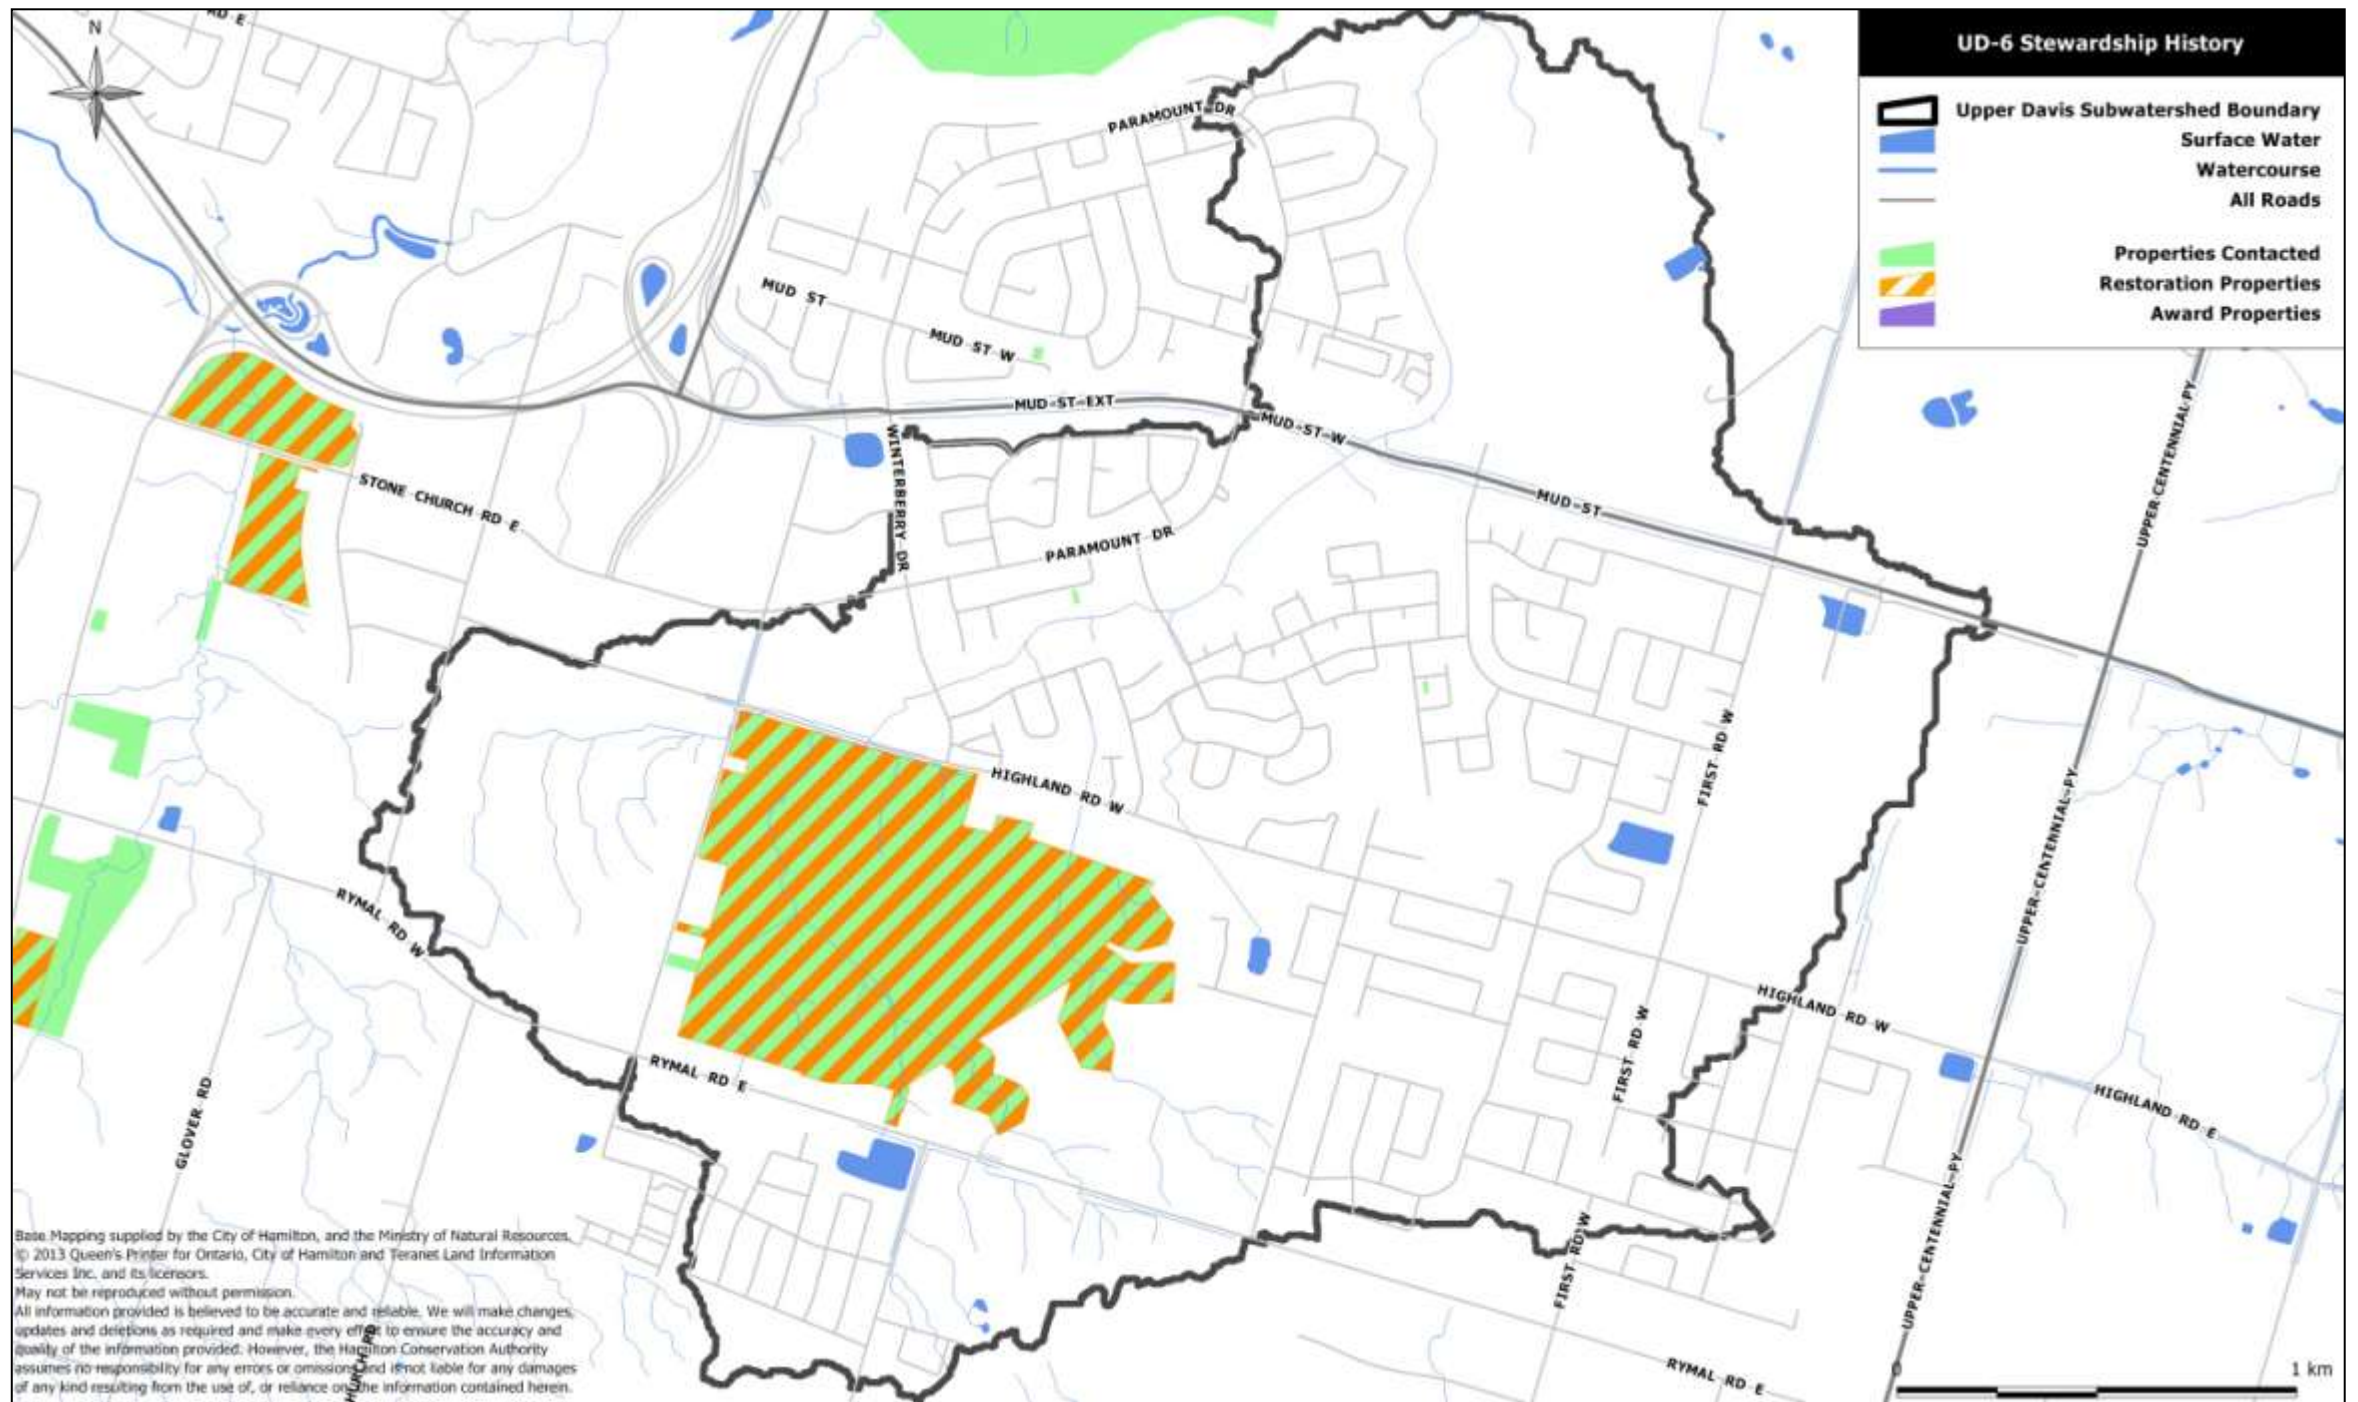 RD E
N
UD-6 Stewardship History
Upper Davis Subwatershed Boundary
Surface Water
Watercourse
All Roads
Properties Contacted
Restoration Properties
Award Properties
PARAMOUNT DR
MUD ST
MUD ST W
MUD-ST-EXT
MUD-ST-W
WINTERBERRY DR
STONE CHURCH RD E
PARAMOUNT DR
MUD-ST
UPPER-CENTENNIAL-PY
FIRST RD W
HIGHLAND RD W
UPPER-CENTENNIAL-PY
RYMAL RD W
HIGHLAND RD W
FIRST RD W
RYMAL RD E
GLOVER RD
HIGHLAND RD E
UPPER-CENTENNIAL-PY
FIRST RD W
RYMAL RD E
0
1 km
Base Mapping supplied by the City of Hamilton, and the Ministry of Natural Resources.
© 2013 Queen's Printer for Ontario, City of Hamilton and Teranet Land Information
Services Inc. and its licensors.
May not be reproduced without permission.
All information provided is believed to be accurate and reliable. We will make changes,
updates and deletions as required and make every effort to ensure the accuracy and
quality of the information provided. However, the Hamilton Conservation Authority
assumes no responsibility for any errors or omissions and is not liable for any damages
of any kind resulting from the use of, or reliance on, the information contained herein.